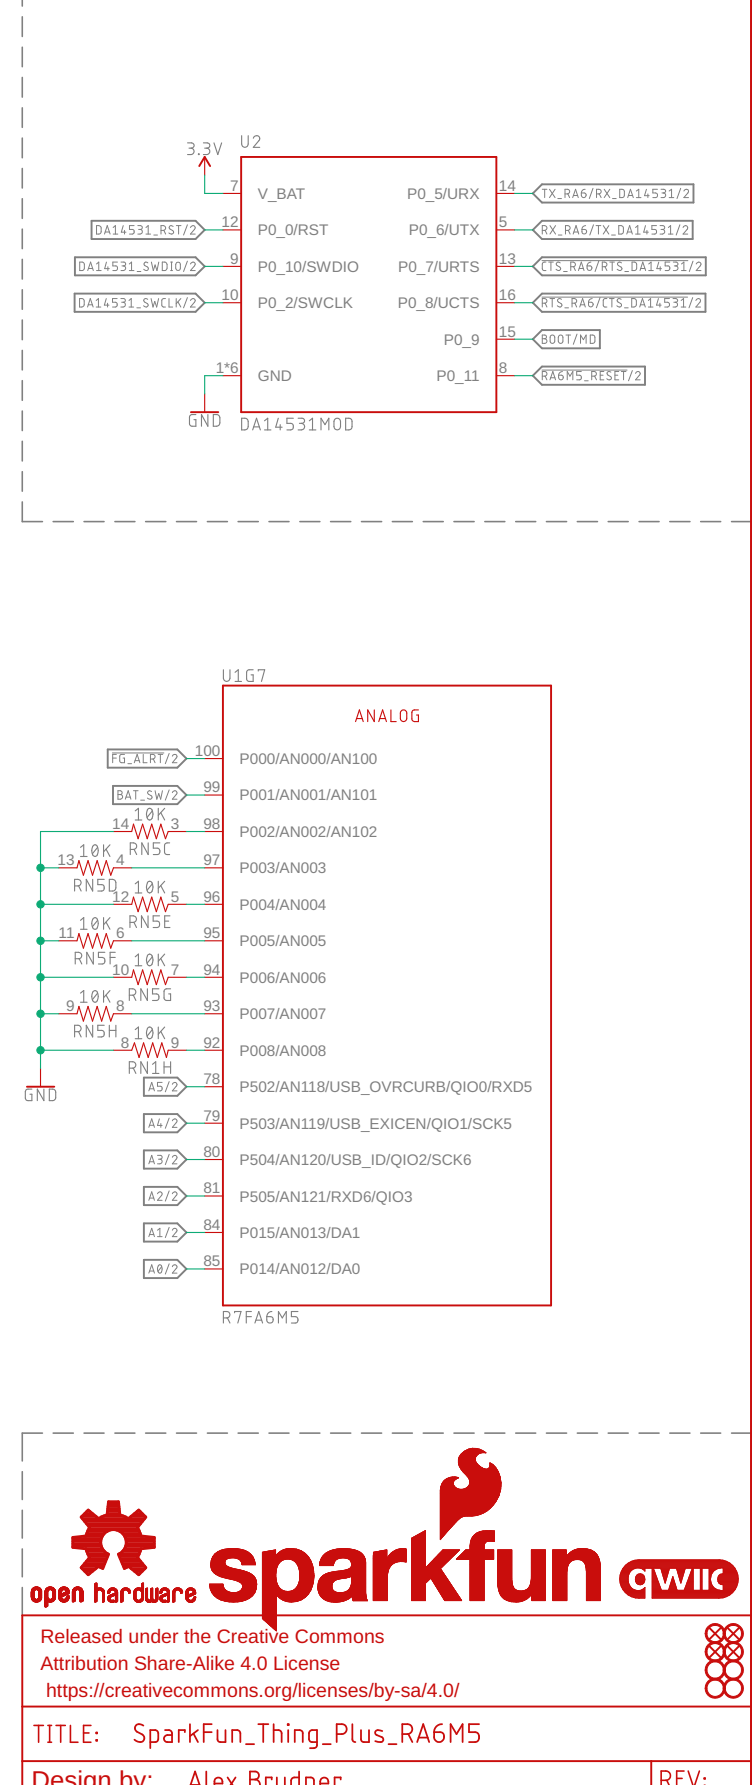 3.3V
U2
7 V_BAT P0_5/URX 14 TX_RA6/RX_DA14531/2
DA14531_RST/2 12 P0_0/RST P0_6/UTX 5 RX_RA6/TX_DA14531/2
DA14531_SWDIO/2 9 P0_10/SWDIO P0_7/URTS 13 CTS_RA6/RTS_DA14531/2
DA14531_SWCLK/2 10 P0_2/SWCLK P0_8/UCTS 16 RTS_RA6/CTS_DA14531/2
P0_9 15 BOOT/MD
1*6 GND P0_11 8 RA6M5_RESET/2
GND DA14531MOD
U1G7
ANALOG
FG_ALRT/2 100 P000/AN000/AN100
BAT_SW/2 99 P001/AN001/AN101
10K
14 3 98 P002/AN002/AN102
RN5C
10K
13 4 97 P003/AN003
RN5D
10K
12 5 96 P004/AN004
RN5E
10K
11 6 95 P005/AN005
RN5F
10K
10 7 94 P006/AN006
RN5G
10K
9 8 93 P007/AN007
RN5H
10K
8 9 92 P008/AN008
RN1H
GND
A5/2 78 P502/AN118/USB_OVRCURB/QIO0/RXD5
A4/2 79 P503/AN119/USB_EXICEN/QIO1/SCK5
A3/2 80 P504/AN120/USB_ID/QIO2/SCK6
A2/2 81 P505/AN121/RXD6/QIO3
A1/2 84 P015/AN013/DA1
A0/2 85 P014/AN012/DA0
R7FA6M5
open hardware sparkfun qwiic
Released under the Creative Commons
Attribution Share-Alike 4.0 License
https://creativecommons.org/licenses/by-sa/4.0/
TITLE: SparkFun_Thing_Plus_RA6M5
Design by: Alex Brudner REV: